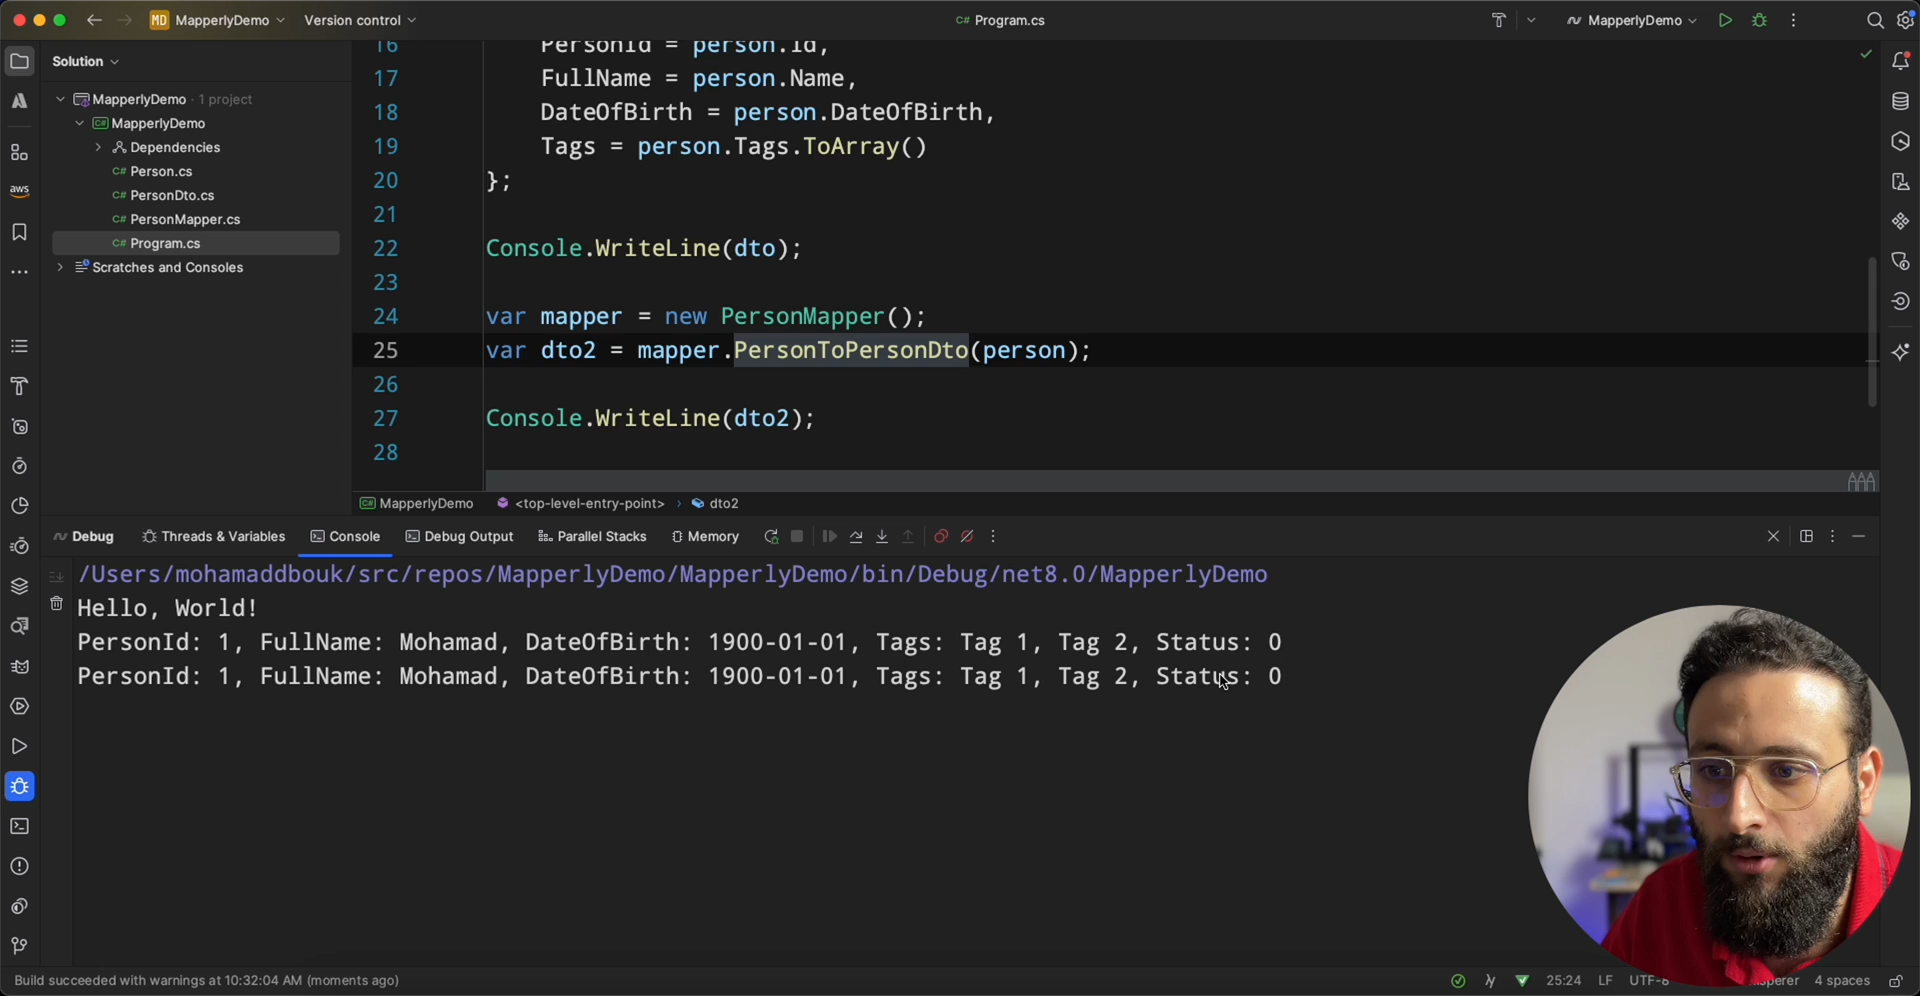 MD MapperlyDemo
Version control
C# Program.cs
MapperlyDemo
Solution
MapperlyDemo · 1 project
C# MapperlyDemo
Dependencies
C# Person.cs
C# PersonDto.cs
C# PersonMapper.cs
C# Program.cs
Scratches and Consoles
aws
16 PersonId = person.Id,
17 FullName = person.Name,
18 DateOfBirth = person.DateOfBirth,
19 Tags = person.Tags.ToArray()
20 };
21
22 Console.WriteLine(dto);
23
24 var mapper = new PersonMapper();
25 var dto2 = mapper.PersonToPersonDto(person);
26
27 Console.WriteLine(dto2);
28
C# MapperlyDemo <top-level-entry-point> › dto2
Debug Threads & Variables Console Debug Output Parallel Stacks Memory
/Users/mohamaddbouk/src/repos/MapperlyDemo/MapperlyDemo/bin/Debug/net8.0/MapperlyDemo
Hello, World!
PersonId: 1, FullName: Mohamad, DateOfBirth: 1900-01-01, Tags: Tag 1, Tag 2, Status: 0
PersonId: 1, FullName: Mohamad, DateOfBirth: 1900-01-01, Tags: Tag 1, Tag 2, Status: 0
Build succeeded with warnings at 10:32:04 AM (moments ago)
25:24 LF UTF-8 4 spaces